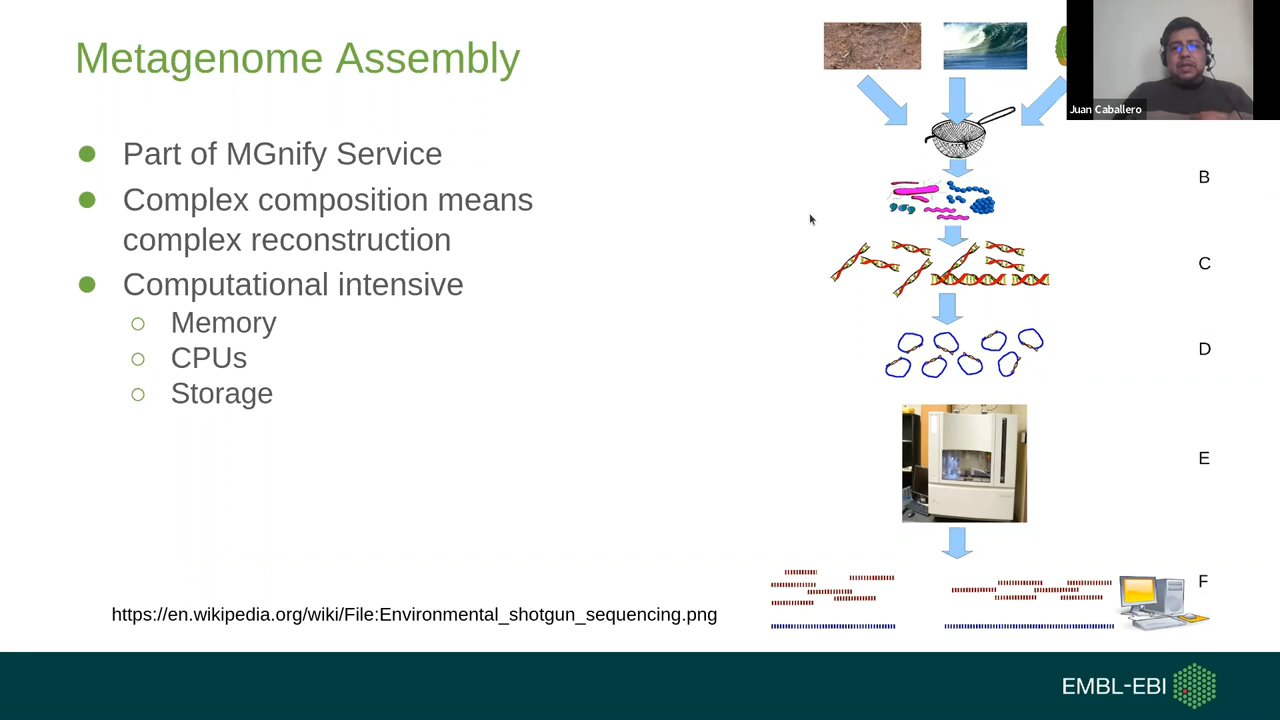 Metagenome Assembly
Juan Caballero
Part of MGnify Service
Complex composition means
complex reconstruction
Computational intensive
Memory
CPUs
Storage
B
C
D
E
F
https://en.wikipedia.org/wiki/File:Environmental_shotgun_sequencing.png
EMBL-EBI